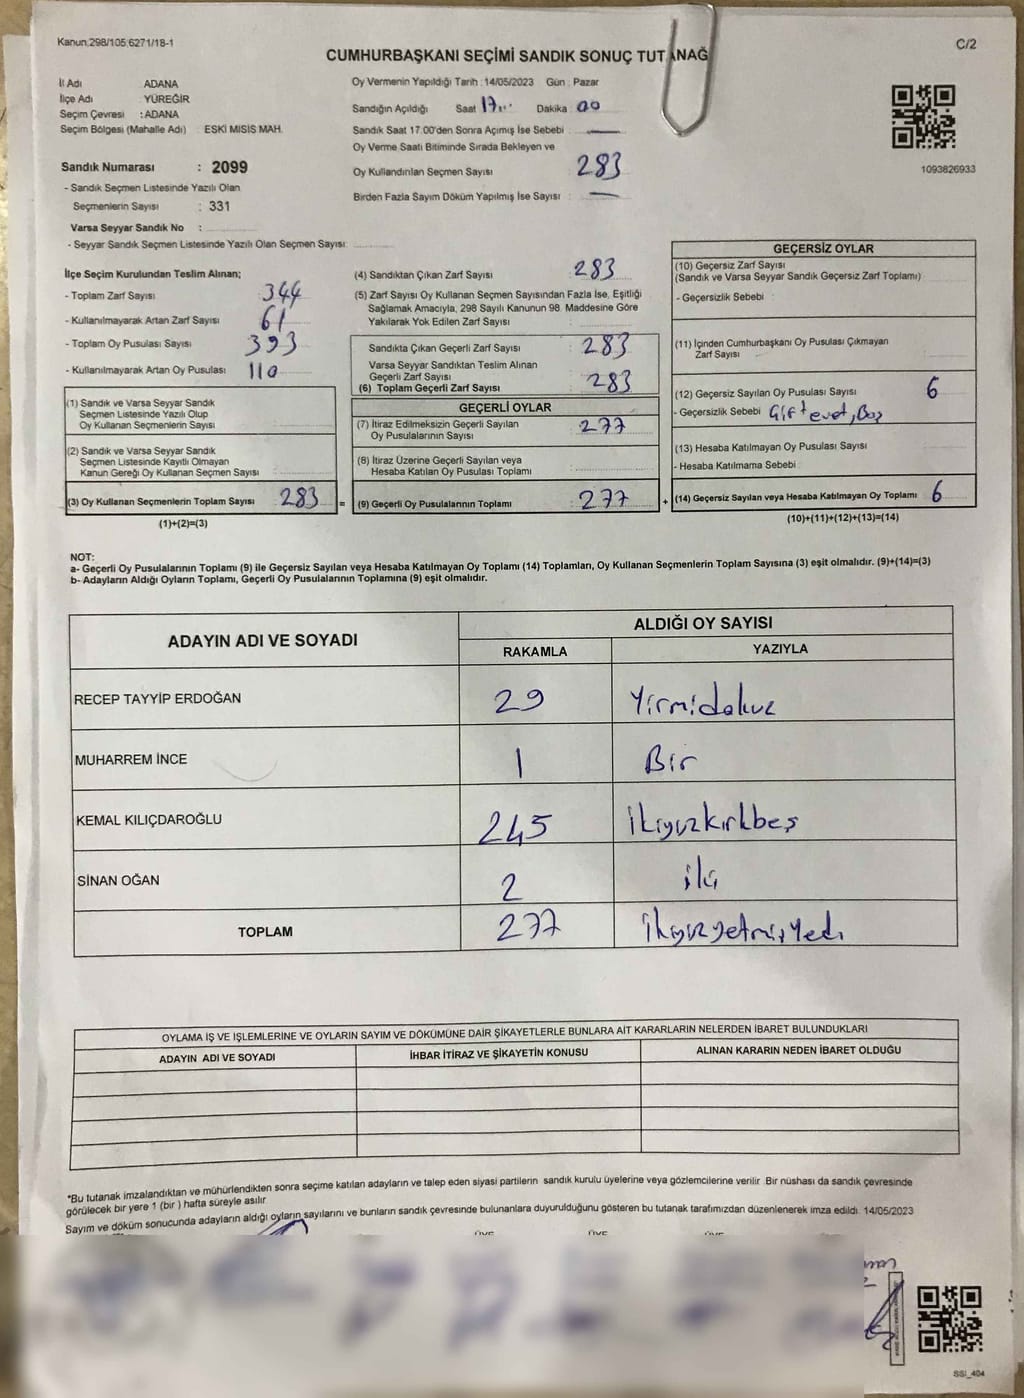 Kanun:298/105;6271/18-1
C/2
CUMHURBAŞKANI SEÇİMİ SANDIK SONUÇ TUTANAĞ
İl Adı ADANA
İlçe Adı YÜREĞİR
Seçim Çevresi : ADANA
Seçim Bölgesi (Mahalle Adı) : ESKİ MİSİS MAH.
Oy Vermenin Yapıldığı Tarih : 14/05/2023 Gün : Pazar
Sandığın Açıldığı Saat 17... Dakika : 00
Sandık Saat 17.00'den Sonra Açımış İse Sebebi : —
Oy Verme Saati Bitiminde Sırada Bekleyen ve
Oy Kullandırılan Seçmen Sayısı : 283
Birden Fazla Sayım Döküm Yapılmış İse Sayısı : —
1093826933
Sandık Numarası : 2099
- Sandık Seçmen Listesinde Yazılı Olan
Seçmenlerin Sayısı : 331
Varsa Seyyar Sandık No :
- Seyyar Sandık Seçmen Listesinde Yazılı Olan Seçmen Sayısı:
İlçe Seçim Kurulundan Teslim Alınan;
- Toplam Zarf Sayısı : 344
- Kullanılmayarak Artan Zarf Sayısı : 61
- Toplam Oy Pusulası Sayısı : 393
- Kullanılmayarak Artan Oy Pusulası : 110
(1) Sandık ve Varsa Seyyar Sandık
Seçmen Listesinde Yazılı Olup
Oy Kullanan Seçmenlerin Sayısı
(2) Sandık ve Varsa Seyyar Sandık
Seçmen Listesinde Kayıtlı Olmayan
Kanun Gereği Oy Kullanan Seçmen Sayısı
(3) Oy Kullanan Seçmenlerin Toplam Sayısı 283 =
(1)+(2)=(3)
(4) Sandıktan Çıkan Zarf Sayısı : 283
(5) Zarf Sayısı Oy Kullanan Seçmen Sayısından Fazla İse, Eşitliği
Sağlamak Amacıyla, 298 Sayılı Kanunun 98. Maddesine Göre
Yakılarak Yok Edilen Zarf Sayısı :
Sandıkta Çıkan Geçerli Zarf Sayısı : 283
Varsa Seyyar Sandıktan Teslim Alınan
Geçerli Zarf Sayısı :
(6) Toplam Geçerli Zarf Sayısı : 283
GEÇERLİ OYLAR
(7) İtiraz Edilmeksizin Geçerli Sayılan
Oy Pusulalarının Sayısı : 277
(8) İtiraz Üzerine Geçerli Sayılan veya
Hesaba Katılan Oy Pusulası Toplamı
(9) Geçerli Oy Pusulalarının Toplamı : 277 +
GEÇERSİZ OYLAR
(10) Geçersiz Zarf Sayısı
(Sandık ve Varsa Seyyar Sandık Geçersiz Zarf Toplamı)
- Geçersizlik Sebebi :
(11) İçinden Cumhurbaşkanı Oy Pusulası Çıkmayan
Zarf Sayısı
(12) Geçersiz Sayılan Oy Pusulası Sayısı 6
- Geçersizlik Sebebi : Çift evet, Boş
(13) Hesaba Katılmayan Oy Pusulası Sayısı
- Hesaba Katılmama Sebebi :
(14) Geçersiz Sayılan veya Hesaba Katılmayan Oy Toplamı 6
(10)+(11)+(12)+(13)=(14)
NOT:
a- Geçerli Oy Pusulalarının Toplamı (9) ile Geçersiz Sayılan veya Hesaba Katılmayan Oy Toplamı (14) Toplamları, Oy Kullanan Seçmenlerin Toplam Sayısına (3) eşit olmalıdır. (9)+(14)=(3)
b- Adayların Aldığı Oyların Toplamı, Geçerli Oy Pusulalarının Toplamına (9) eşit olmalıdır.
ADAYIN ADI VE SOYADI ALDIĞI OY SAYISI
RAKAMLA YAZIYLA
RECEP TAYYİP ERDOĞAN 29 Yirmidokuz
MUHARREM İNCE 1 Bir
KEMAL KILIÇDAROĞLU 245 İkiyüzkırkbeş
SİNAN OĞAN 2 iki
TOPLAM 277 İkiyüzyetmişyedi
OYLAMA İŞ VE İŞLEMLERİNE VE OYLARIN SAYIM VE DÖKÜMÜNE DAİR ŞİKAYETLERLE BUNLARA AİT KARARLARIN NELERDEN İBARET BULUNDUKLARI
ADAYIN ADI VE SOYADI İHBAR İTİRAZ VE ŞİKAYETİN KONUSU ALINAN KARARIN NEDEN İBARET OLDUĞU
*Bu tutanak imzalandıktan ve mühürlendikten sonra seçime katılan adayların ve talep eden siyasi partilerin sandık kurulu üyelerine veya gözlemcilerine verilir. Bir nüshası da sandık çevresinde
görülecek bir yere 1 (bir ) hafta süreyle asılır.
Sayım ve döküm sonucunda adayların aldığı oyların sayılarını ve bunların sandık çevresinde bulunanlara duyurulduğunu gösteren bu tutanak tarafımızdan düzenlenerek imza edildi. 14/05/2023
SSI_404